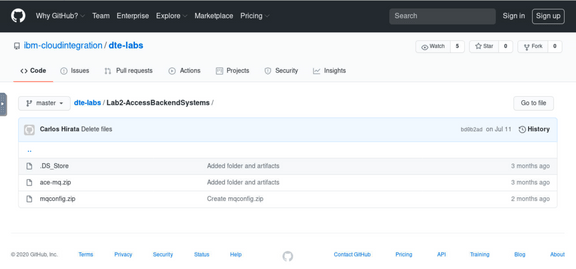 Why GitHub? Team Enterprise Explore Marketplace Pricing Search Sign in Sign up
ibm-cloudintegration / dte-labs Watch 5 Star 0 Fork 0
Code Issues Pull requests Actions Projects Security Insights
master dte-labs / Lab2-AccessBackendSystems / Go to file
Carlos Hirata Delete files bd9b2ad on Jul 11 History
..
.DS_Store Added folder and artifacts 3 months ago
ace-mq.zip Added folder and artifacts 3 months ago
mqconfig.zip Create mqconfig.zip 2 months ago
© 2020 GitHub, Inc. Terms Privacy Security Status Help Contact GitHub Pricing API Training Blog About